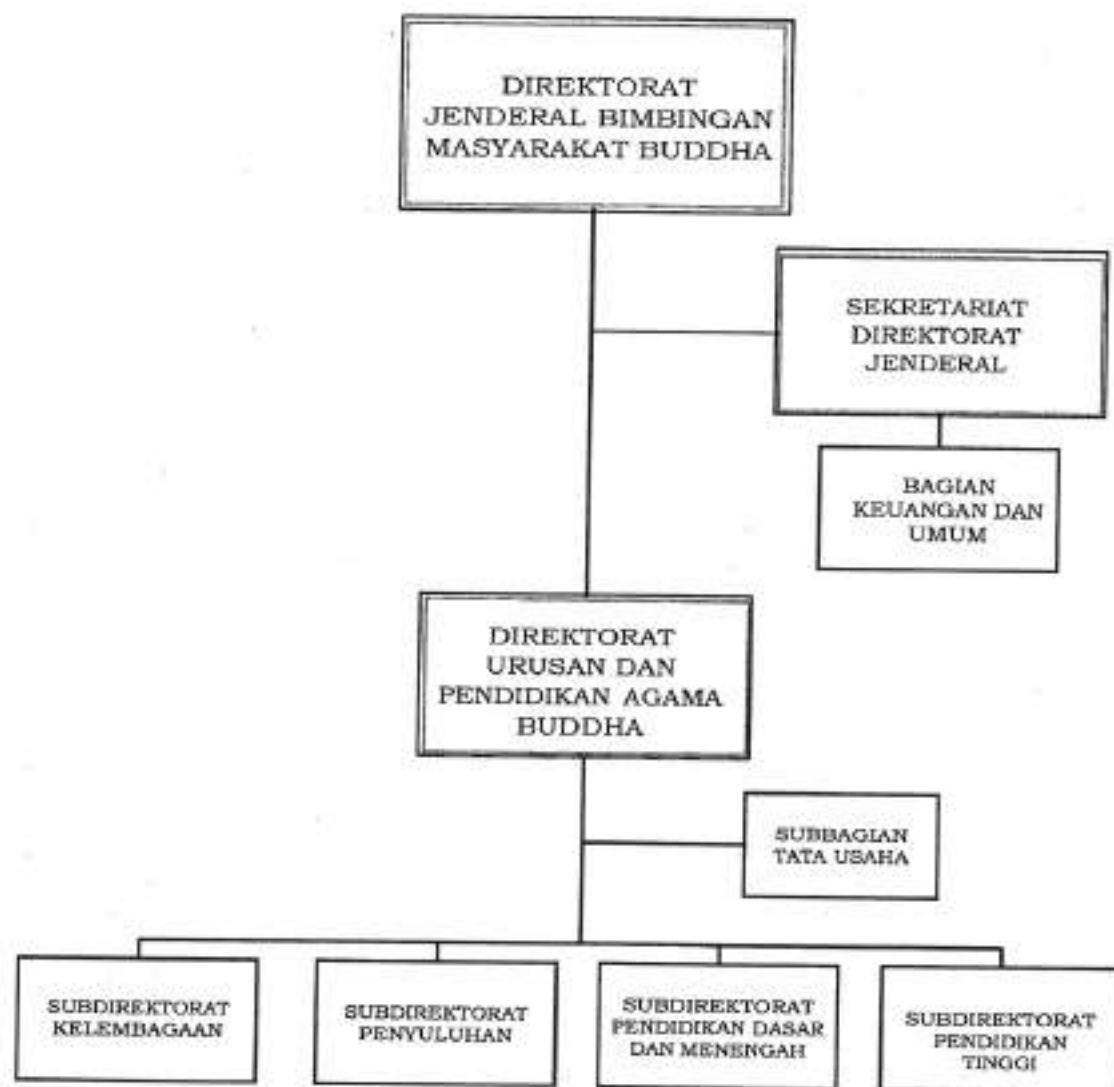 DIREKTORAT
JENDERAL BIMBINGAN
MASYARAKAT BUDDHA
SEKRETARIAT
DIREKTORAT
JENDERAL
BAGIAN
KEUANGAN DAN
UMUM
DIREKTORAT
URUSAN DAN
PENDIDIKAN AGAMA
BUDDHA
SUBBAGIAN
TATA USAHA
SUBDIREKTORAT
KELEMBAGAAN
SUBDIREKTORAT
PENYULUHAN
SUBDIREKTORAT
PENDIDIKAN DASAR
DAN MENENGAH
SUBDIREKTORAT
PENDIDIKAN
TINGGI